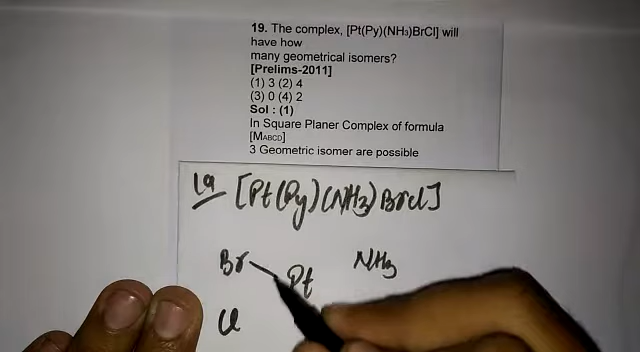 19. The complex, [Pt(Py)(NH₃)BrCl] will
have how
many geometrical isomers?
[Prelims-2011]
(1) 3 (2) 4
(3) 0 (4) 2
Sol : (1)
In Square Planer Complex of formula
[MABCD]
3 Geometric isomer are possible
19 [Pt(Py)(NH₃)BrCl]
Br NH₃
Pt
Cl